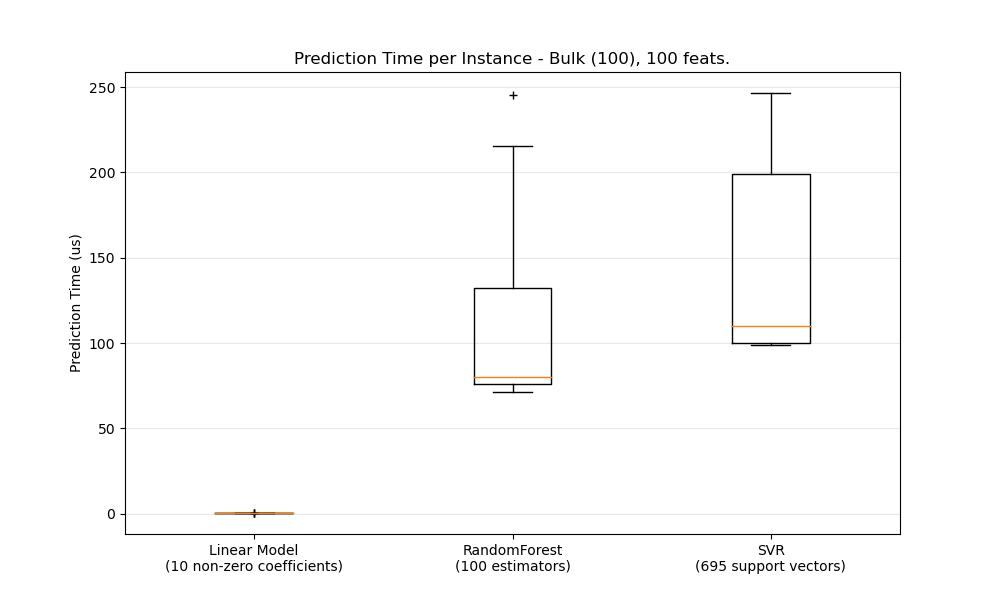 Prediction Time per Instance - Bulk (100), 100 feats.
Prediction Time (us)
250
200
150
100
50
0
Linear Model
(10 non-zero coefficients)
RandomForest
(100 estimators)
SVR
(695 support vectors)